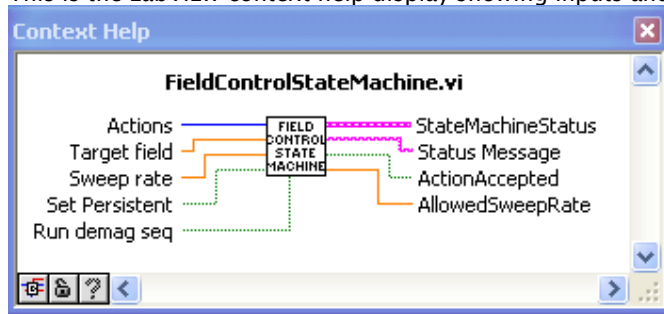 This is the LabVIEW context help display showing inputs and
Context Help
FieldControlStateMachine.vi
Actions
Target field
Sweep rate
Set Persistent
Run demag seq
FIELD
CONTROL
STATE
MACHINE
StateMachineStatus
Status Message
ActionAccepted
AllowedSweepRate
?